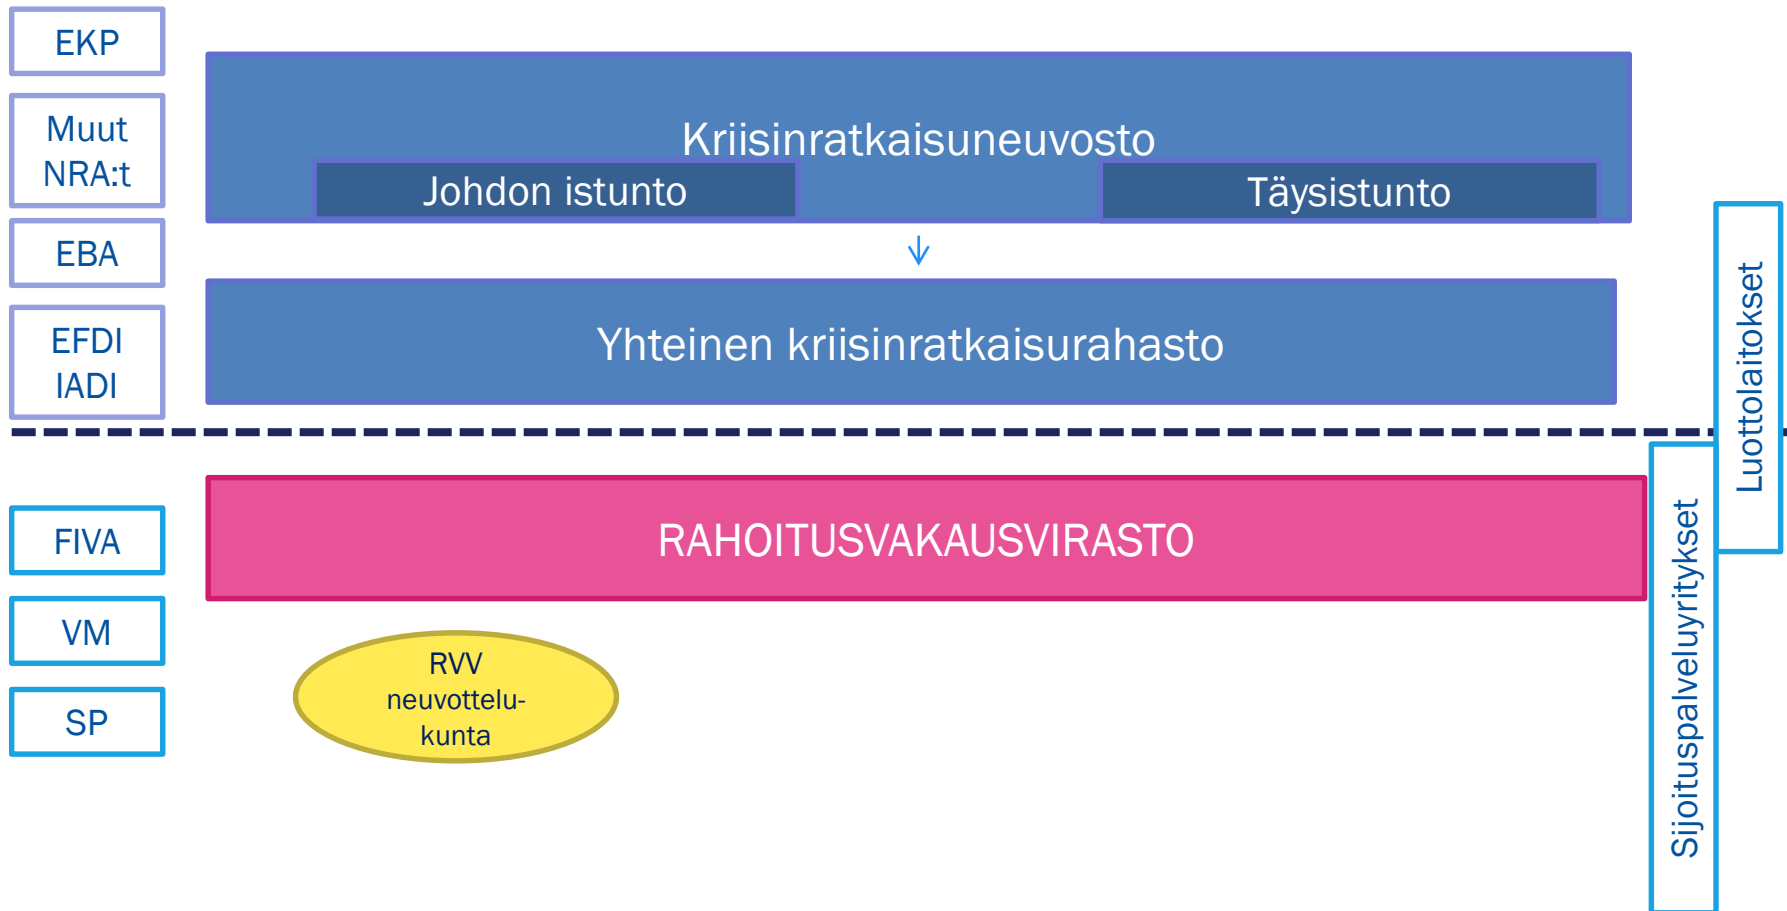 EKP
Muut
NRA:t
EBA
EFDI
IADI
Kriisinratkaisuneuvosto
Johdon istunto
Täysistunto
Yhteinen kriisinratkaisurahasto
Luottolaitokset
FIVA
VM
SP
RAHOITUSVAKAUSVIRASTO
RVV
neuvottelu-
kunta
Sijoituspalveluyritykset